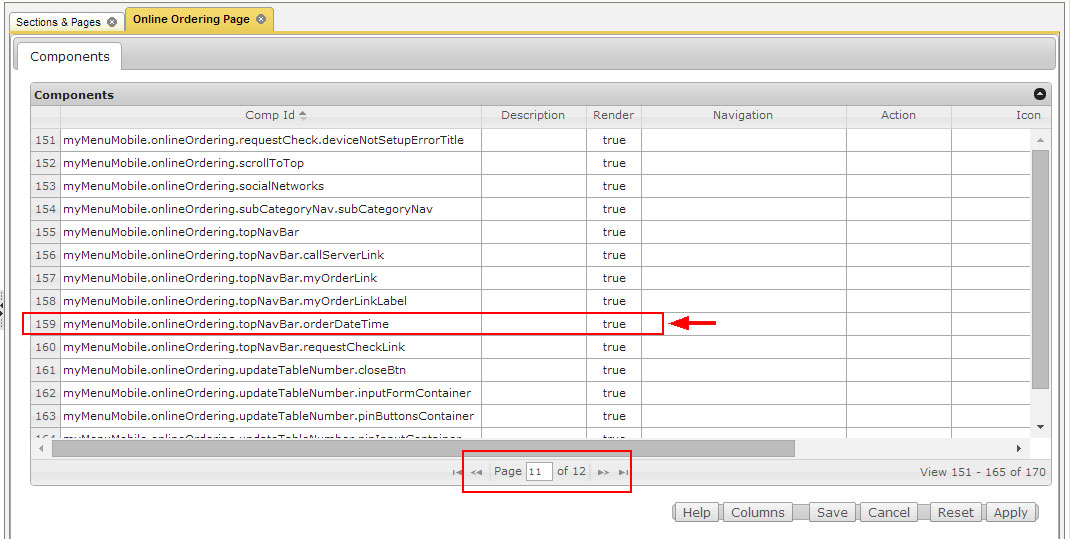 Sections & Pages
Online Ordering Page
Components
Components
Comp Id Description Render Navigation Action Icon
151 myMenuMobile.onlineOrdering.requestCheck.deviceNotSetupErrorTitle true
152 myMenuMobile.onlineOrdering.scrollToTop true
153 myMenuMobile.onlineOrdering.socialNetworks true
154 myMenuMobile.onlineOrdering.subCategoryNav.subCategoryNav true
155 myMenuMobile.onlineOrdering.topNavBar true
156 myMenuMobile.onlineOrdering.topNavBar.callServerLink true
157 myMenuMobile.onlineOrdering.topNavBar.myOrderLink true
158 myMenuMobile.onlineOrdering.topNavBar.myOrderLinkLabel true
159 myMenuMobile.onlineOrdering.topNavBar.orderDateTime true
160 myMenuMobile.onlineOrdering.topNavBar.requestCheckLink true
161 myMenuMobile.onlineOrdering.updateTableNumber.closeBtn true
162 myMenuMobile.onlineOrdering.updateTableNumber.inputFormContainer true
163 myMenuMobile.onlineOrdering.updateTableNumber.pinButtonsContainer true
164 myMenuMobile.onlineOrdering.updateTableNumber.pinInputContainer true
Page 11 of 12 View 151 - 165 of 170
Help Columns Save Cancel Reset Apply